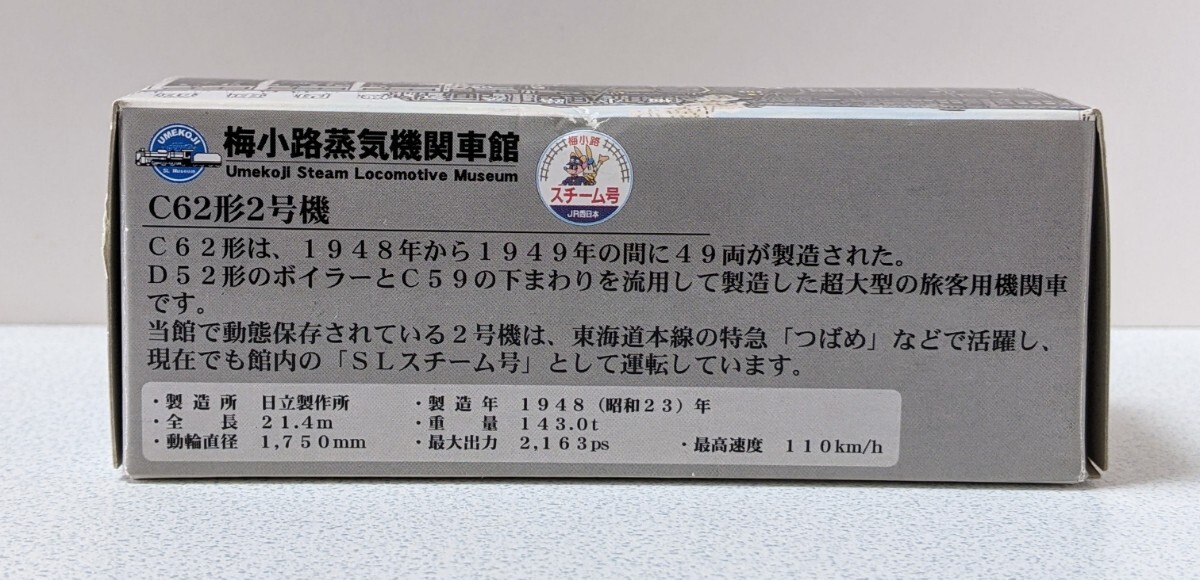 UMEKOJI
SL Museum
梅小路蒸気機関車館
Umekoji Steam Locomotive Museum
梅小路
スチーム号
JR西日本
C62形2号機
C62形は、1948年から1949年の間に49両が製造された。
D52形のボイラーとC59の下まわりを流用して製造した超大型の旅客用機関車
です。
当館で動態保存されている2号機は、東海道本線の特急「つばめ」などで活躍し、
現在でも館内の「SLスチーム号」として運転しています。
・製造所 日立製作所 ・製造年 1948（昭和23）年
・全長 21.4m ・重量 143.0t
・動輪直径 1,750mm ・最大出力 2,163ps ・最高速度 110km/h